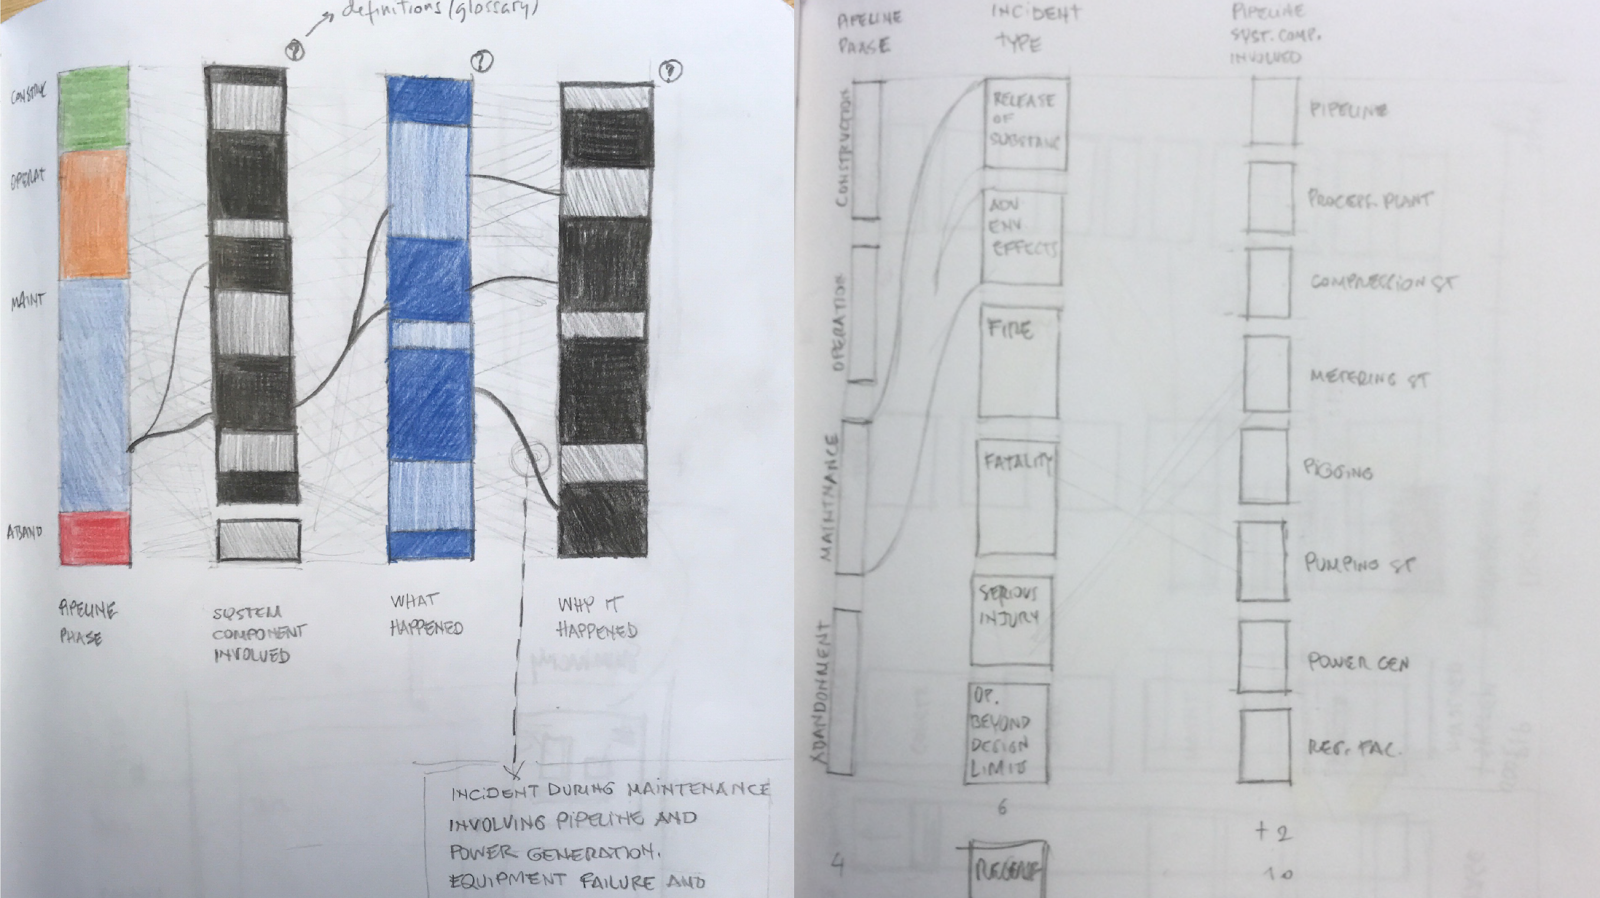 definitions (glossary)
?
?
?
CONSTRUC
OPERAT
MAINT
ABAND
PIPELINE
PHASE
SYSTEM
COMPONENT
INVOLVED
WHAT
HAPPENED
WHY IT
HAPPENED
INCIDENT DURING MAINTENANCE
INVOLVING PIPELINE AND
POWER GENERATION.
EQUIPMENT FAILURE AND
PIPELINE
PHASE
INCIDENT
TYPE
PIPELINE
SYST. COMP.
INVOLVED
CONSTRUCTION
OPERATION
MAINTNANCE
ABANDONMENT
RELEASE
OF
SUBSTANC
ADV
ENV
EFFECTS
FIRE
FATALITY
SERIOUS
INJURY
OP.
BEYOND
DESIGN
LIMIT
PIPELINE
PROCESS. PLANT
COMPRESSION ST
METERING ST
PIGGING
PUMPING ST
POWER GEN
REG. FAC.
4
6
+ 2
10